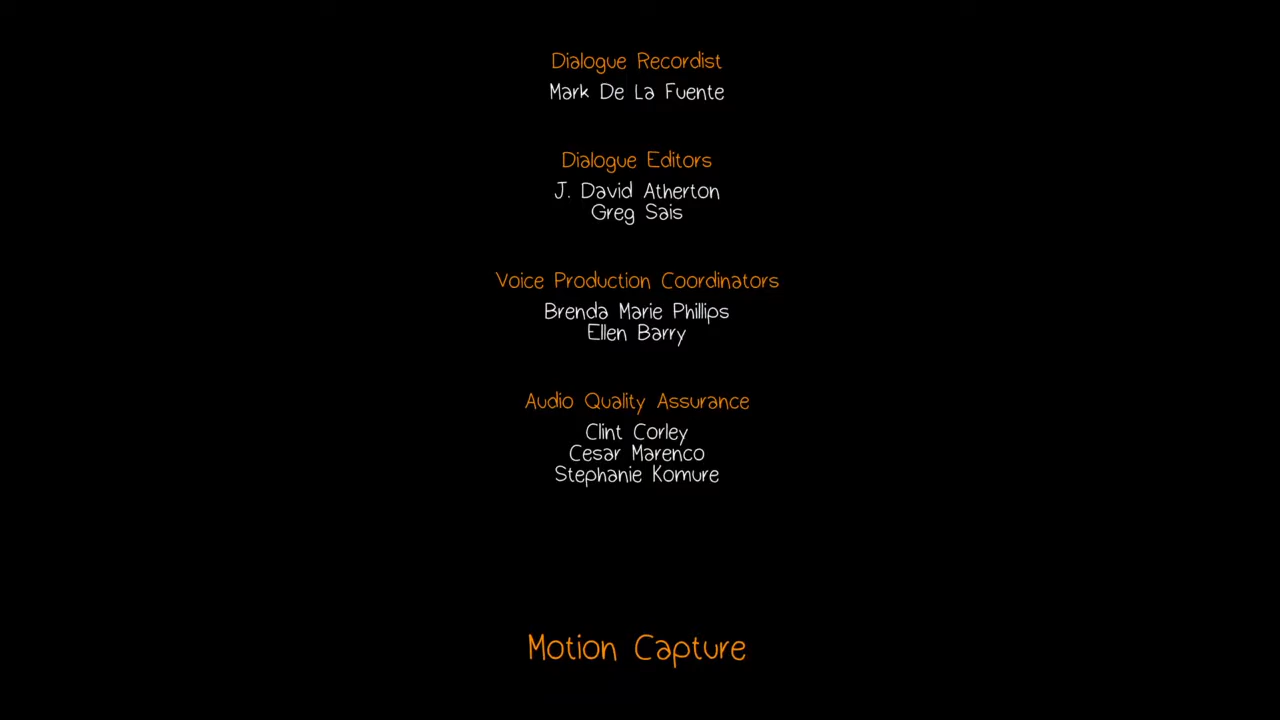 Dialogue Recordist
Mark De La Fuente
Dialogue Editors
J. David Atherton
Greg Sais
Voice Production Coordinators
Brenda Marie Phillips
Ellen Barry
Audio Quality Assurance
Clint Corley
Cesar Marenco
Stephanie Komure
Motion Capture